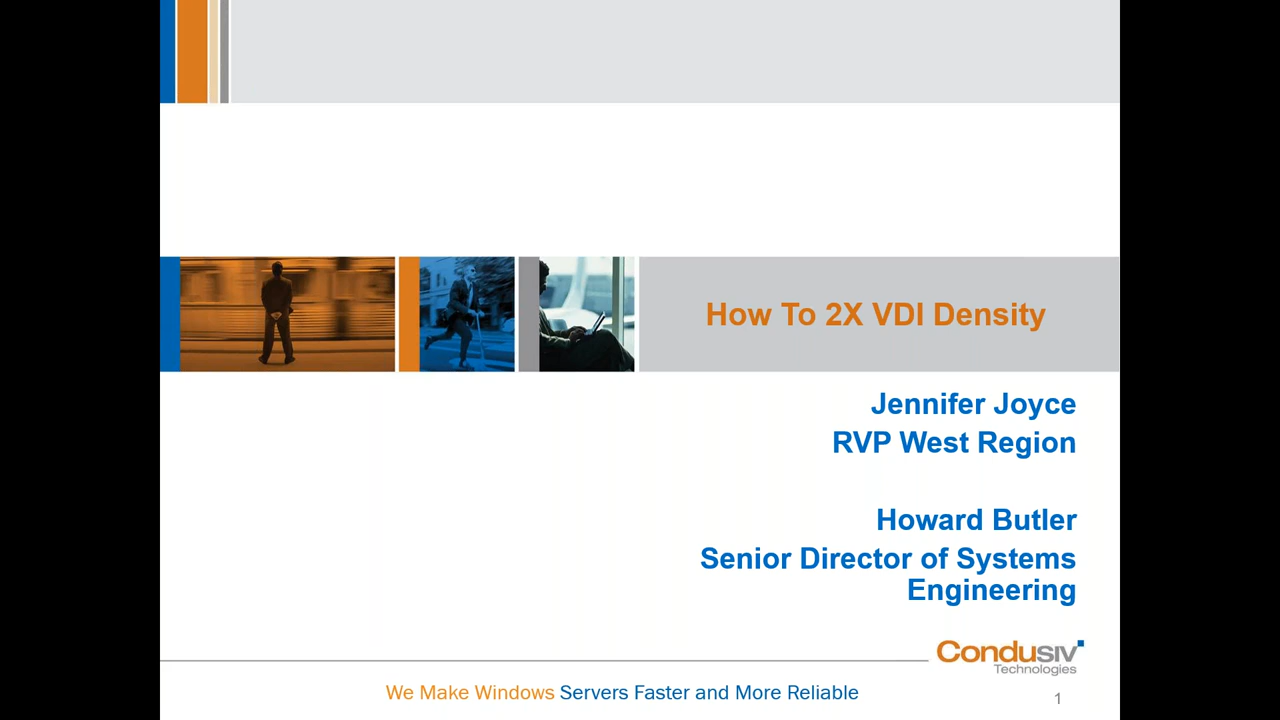 How To 2X VDI Density
Jennifer Joyce
RVP West Region
Howard Butler
Senior Director of Systems
Engineering
Condusiv
Technologies
We Make Windows Servers Faster and More Reliable
1